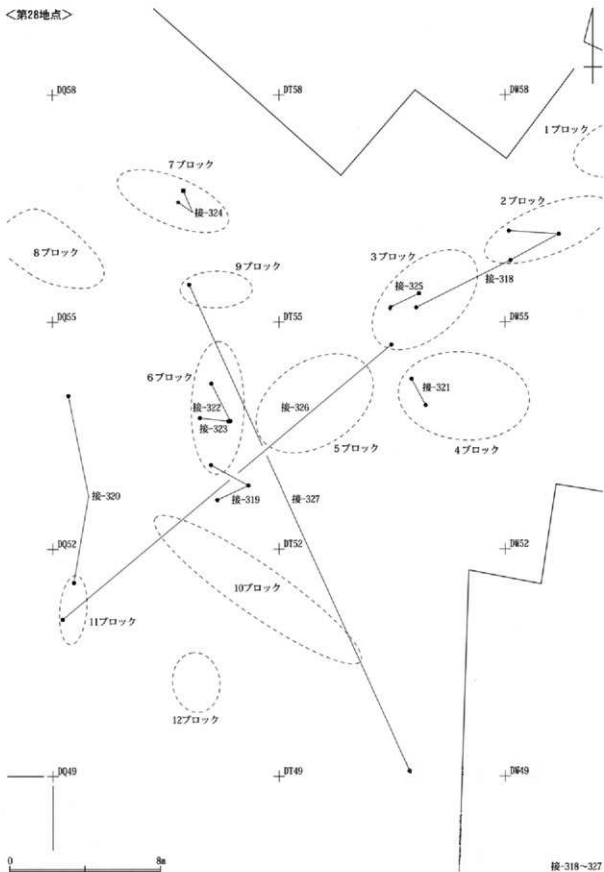 <第28地点>
DQ58
DT58
DW58
1ブロック
7ブロック
接-324
2ブロック
8ブロック
3ブロック
9ブロック
接-325
接-318
DQ55
DT55
DW55
6ブロック
接-322
接-323
接-326
接-321
5ブロック
4ブロック
接-320
接-319
接-327
DQ52
DT52
DW52
10ブロック
11ブロック
12ブロック
DQ49
DT49
DW49
0
8m
接-318~327